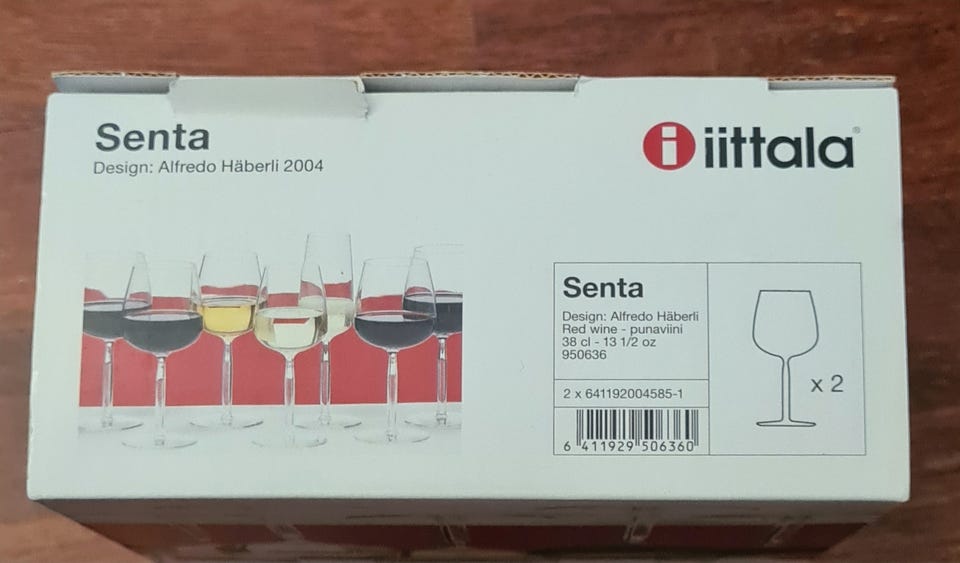 Senta
Design: Alfredo Häberli 2004
iittala®
Senta
Design: Alfredo Häberli
Red wine - punaviini
38 cl - 13 1/2 oz
950636
x 2
2 x 641192004585-1
6 411929 506360